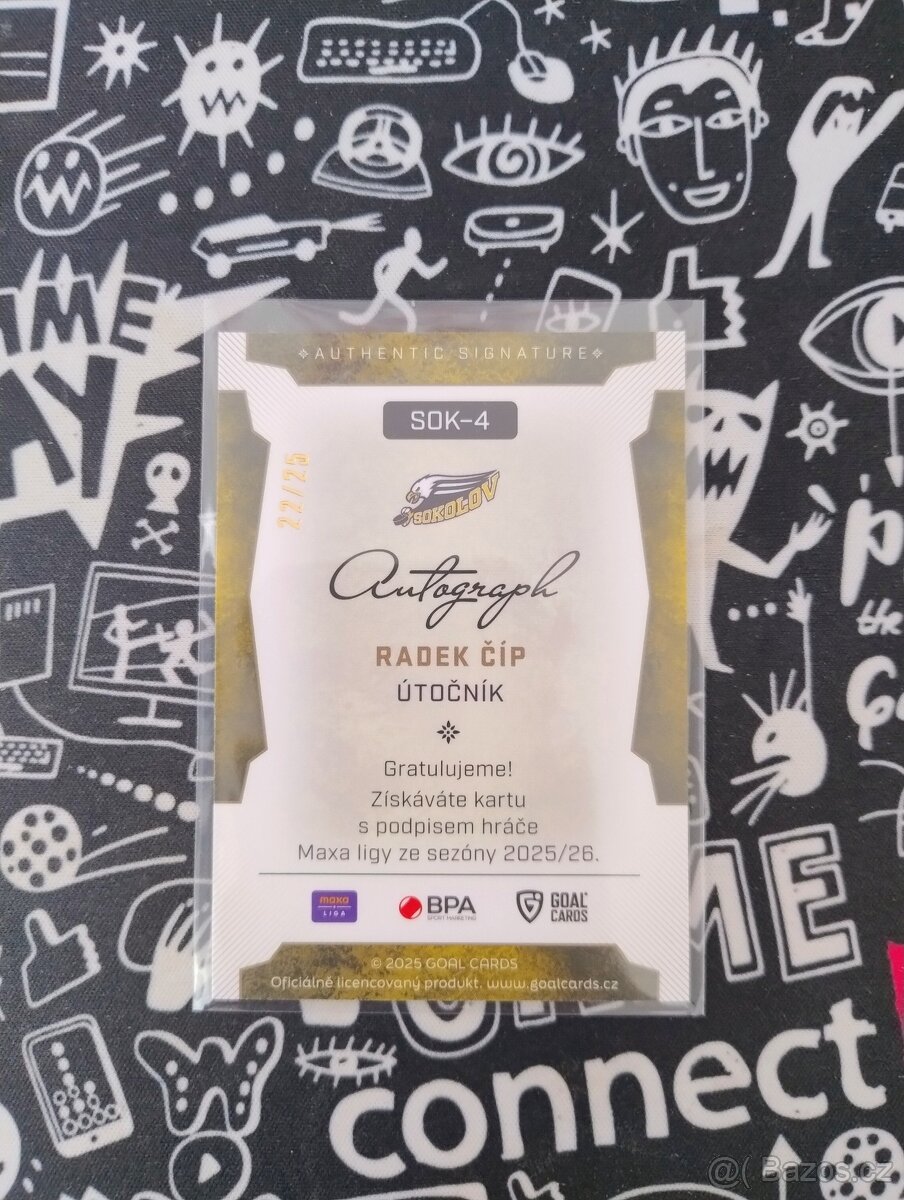 AME
AUTHENTIC SIGNATURE
SOK-4
22/25
SOKOLOV
Autograph
RADEK ČÍP
ÚTOČNÍK
Gratulujeme!
Získáváte kartu
s podpisem hráče
Maxa ligy ze sezóny 2025/26.
maxa
LIGA
BPA
SPORT MARKETING
GOAL
CARDS
© 2025 GOAL CARDS
Oficiálně licencovaný produkt. www.goalcards.cz
the
ME
connect
@( Bazos.cz